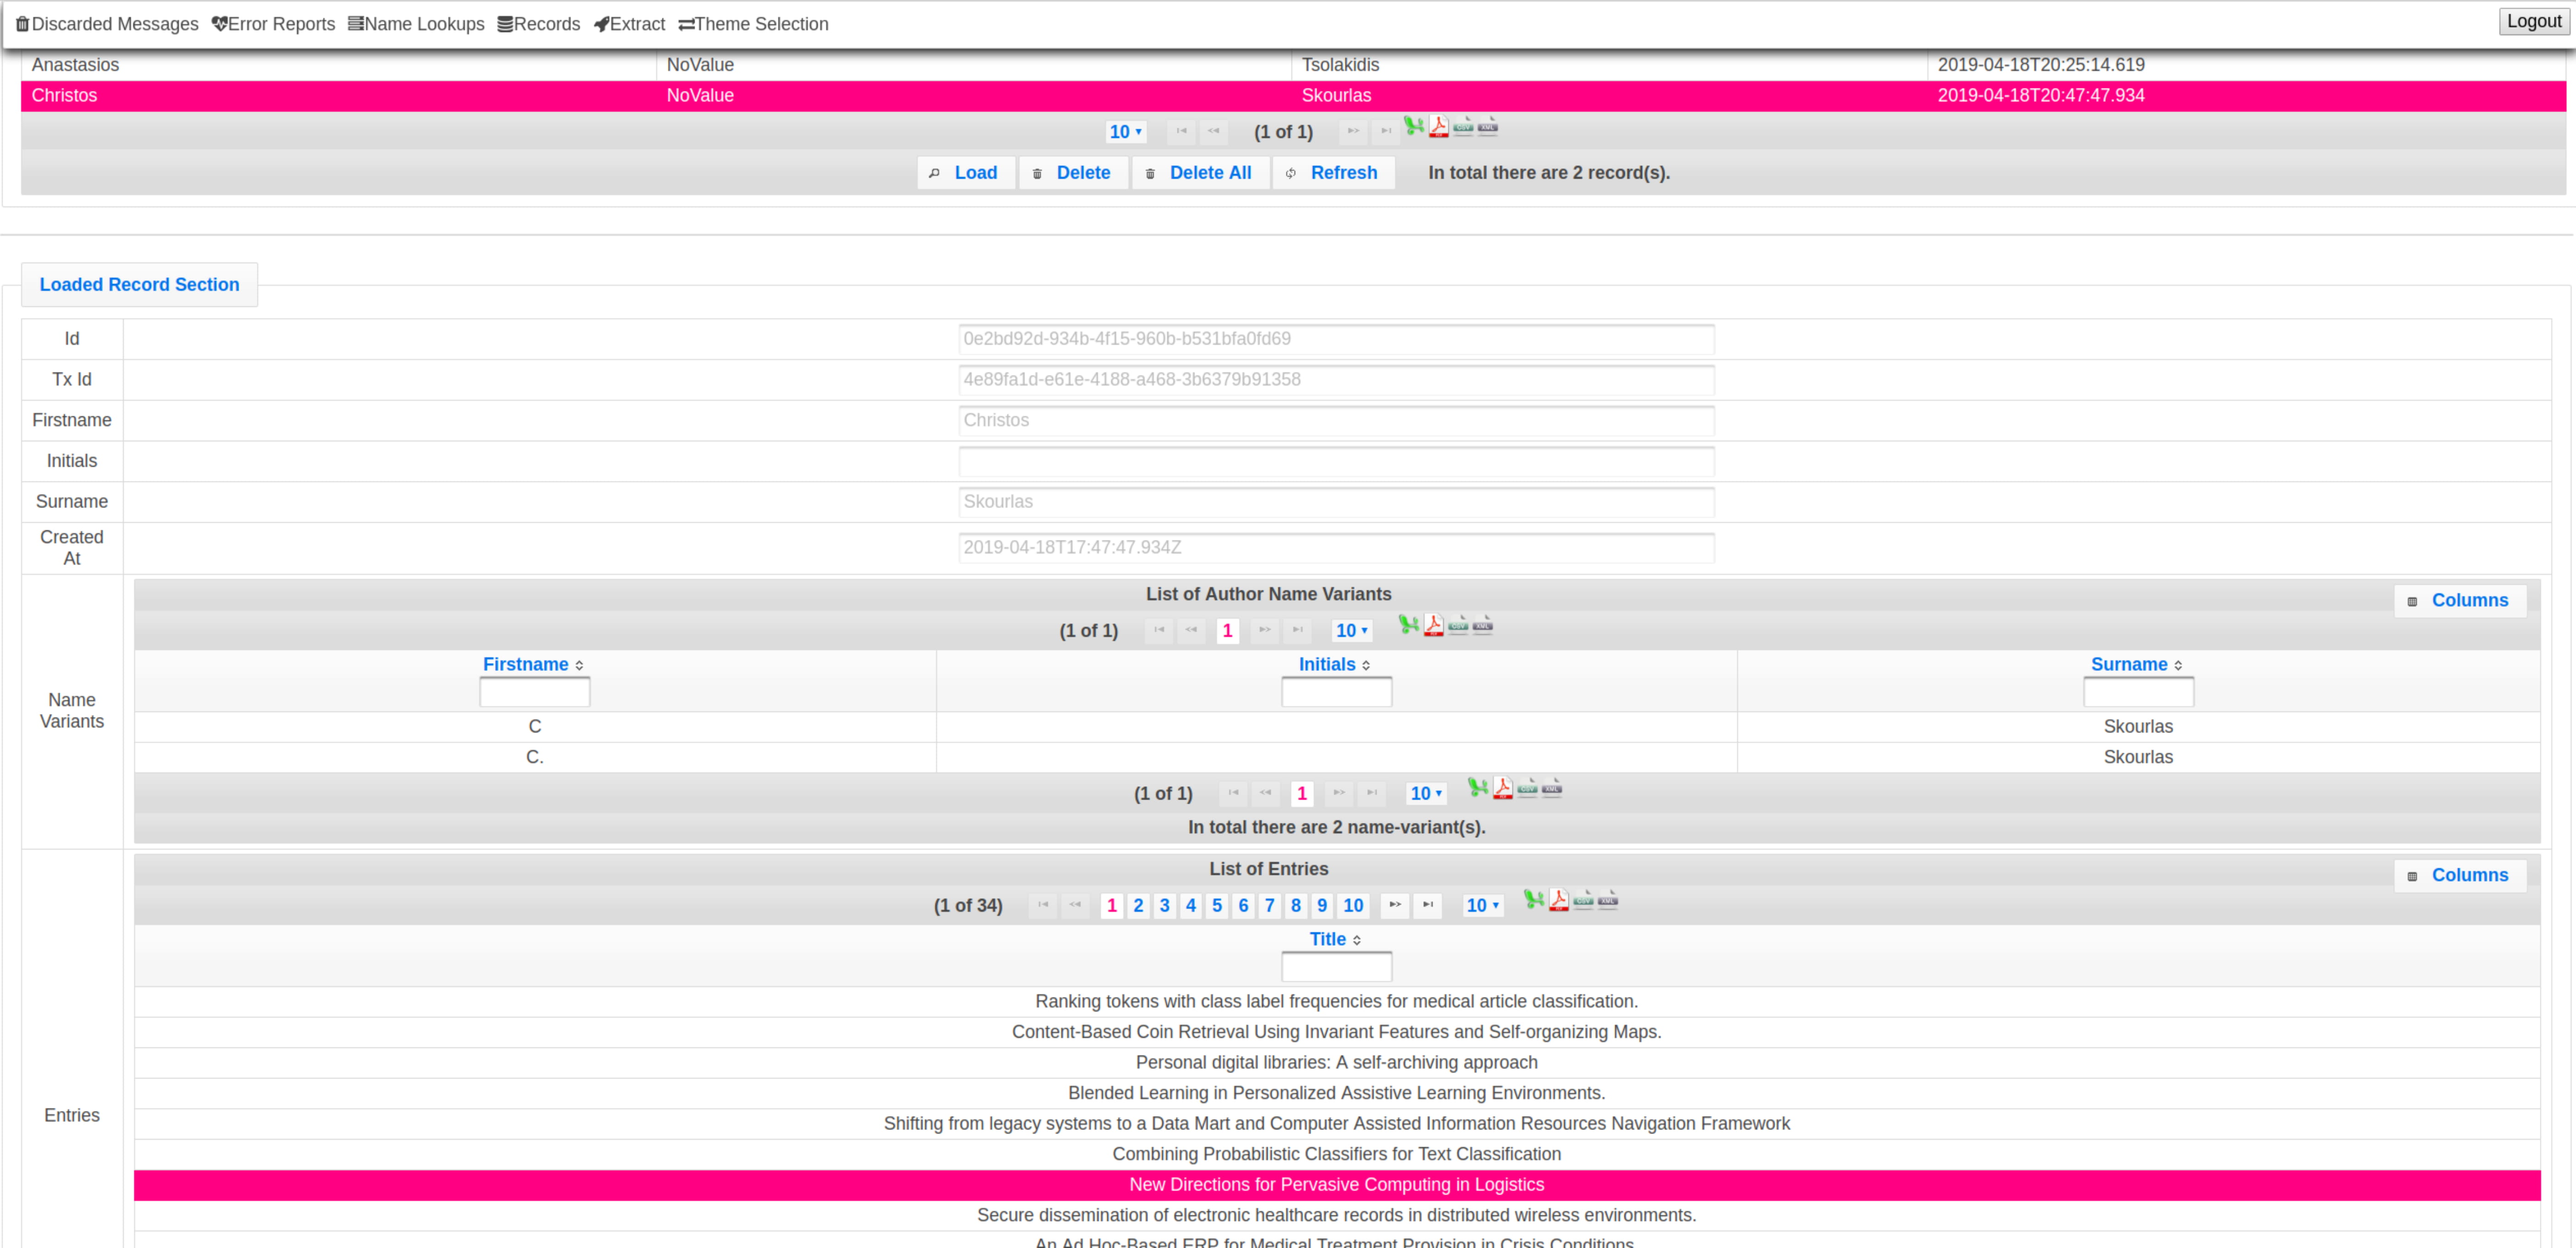 Discarded Messages Error Reports Name Lookups Records Extract Theme Selection Logout
Anastasios NoValue Tsolakidis 2019-04-18T20:25:14.619
Christos NoValue Skourlas 2019-04-18T20:47:47.934
10 (1 of 1)
Load Delete Delete All Refresh In total there are 2 record(s).
Loaded Record Section
Id 0e2bd92d-934b-4f15-960b-b531bfa0fd69
Tx Id 4e89fa1d-e61e-4188-a468-3b6379b91358
Firstname Christos
Initials
Surname Skourlas
Created
At
2019-04-18T17:47:47.934Z
List of Author Name Variants
Columns
(1 of 1) 1 10
Firstname Initials Surname
Name
Variants
C Skourlas
C. Skourlas
(1 of 1) 1 10
In total there are 2 name-variant(s).
List of Entries
Columns
(1 of 34) 1 2 3 4 5 6 7 8 9 10 10
Title
Ranking tokens with class label frequencies for medical article classification.
Content-Based Coin Retrieval Using Invariant Features and Self-organizing Maps.
Personal digital libraries: A self-archiving approach
Blended Learning in Personalized Assistive Learning Environments.
Entries
Shifting from legacy systems to a Data Mart and Computer Assisted Information Resources Navigation Framework
Combining Probabilistic Classifiers for Text Classification
New Directions for Pervasive Computing in Logistics
Secure dissemination of electronic healthcare records in distributed wireless environments.
An Ad Hoc-Based ERP for Medical Treatment Provision in Crisis Conditions